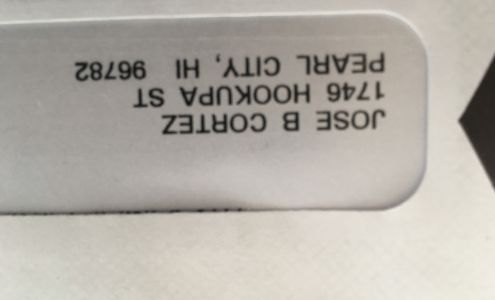 JOSE B CORTEZ
1746 HOOKUPA ST
PEARL CITY, HI 96782